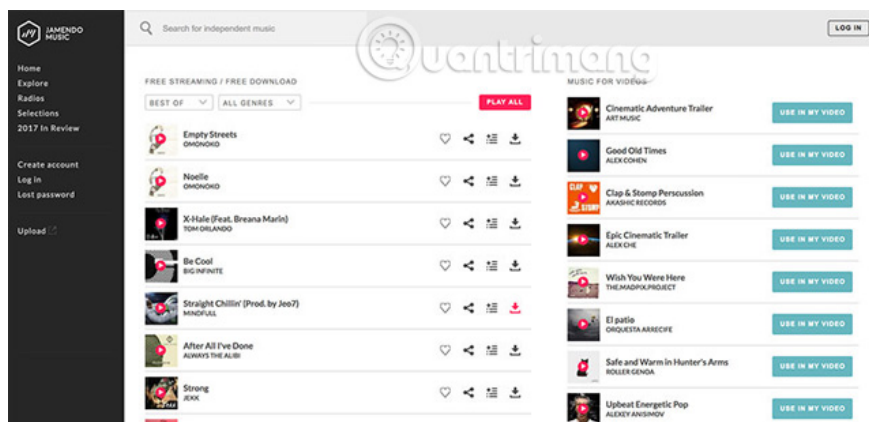 JAMENDO
MUSIC
Search for independent music
LOG IN
Quantrimang
Home
Explore
Radios
Selections
2017 In Review
Create account
Log in
Lost password
Upload
FREE STREAMING / FREE DOWNLOAD
BEST OF
ALL GENRES
PLAY ALL
Empty Streets
OMONOKO
Noelle
OMONOKO
X-Hale (Feat. Breana Marin)
TOM ORLANDO
Be Cool
BIG INFINITE
Straight Chillin' (Prod. by Jeo7)
MINDFULL
After All I've Done
ALWAYS THE ALIBI
Strong
JEKK
MUSIC FOR VIDEOS
Cinematic Adventure Trailer
ART MUSIC
USE IN MY VIDEO
Good Old Times
ALEX COHEN
USE IN MY VIDEO
Clap & Stomp Perscussion
AKASHIC RECORDS
USE IN MY VIDEO
Epic Cinematic Trailer
ALEX CHE
USE IN MY VIDEO
Wish You Were Here
THE.MADPIX.PROJECT
USE IN MY VIDEO
El patio
ORQUESTA ARRECIFE
USE IN MY VIDEO
Safe and Warm in Hunter's Arms
ROLLER GENOA
USE IN MY VIDEO
Upbeat Energetic Pop
ALEXEY ANISIMOV
USE IN MY VIDEO